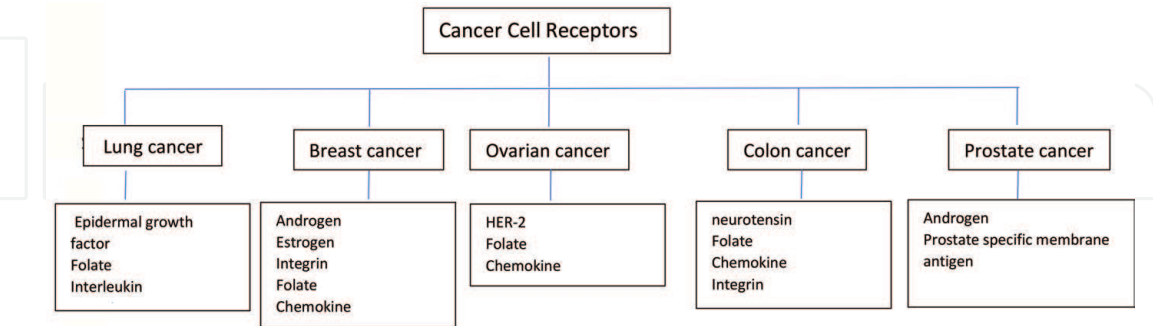 Cancer Cell Receptors
Lung cancer
Breast cancer
Ovarian cancer
Colon cancer
Prostate cancer
Epidermal growth
factor
Folate
Interleukin
Androgen
Estrogen
Integrin
Folate
Chemokine
HER-2
Folate
Chemokine
neurotensin
Folate
Chemokine
Integrin
Androgen
Prostate specific membrane
antigen